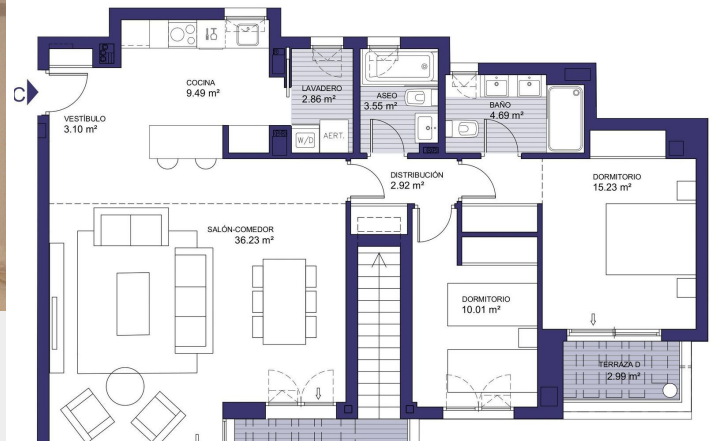 C
VESTÍBULO
3.10 m²
COCINA
9.49 m²
LAVADERO
2.86 m²
W/D
AERT.
ASEO
3.55 m²
BAÑO
4.69 m²
DISTRIBUCIÓN
2.92 m²
DORMITORIO
15.23 m²
SALÓN-COMEDOR
36.23 m²
DORMITORIO
10.01 m²
TERRAZA D
2.99 m²